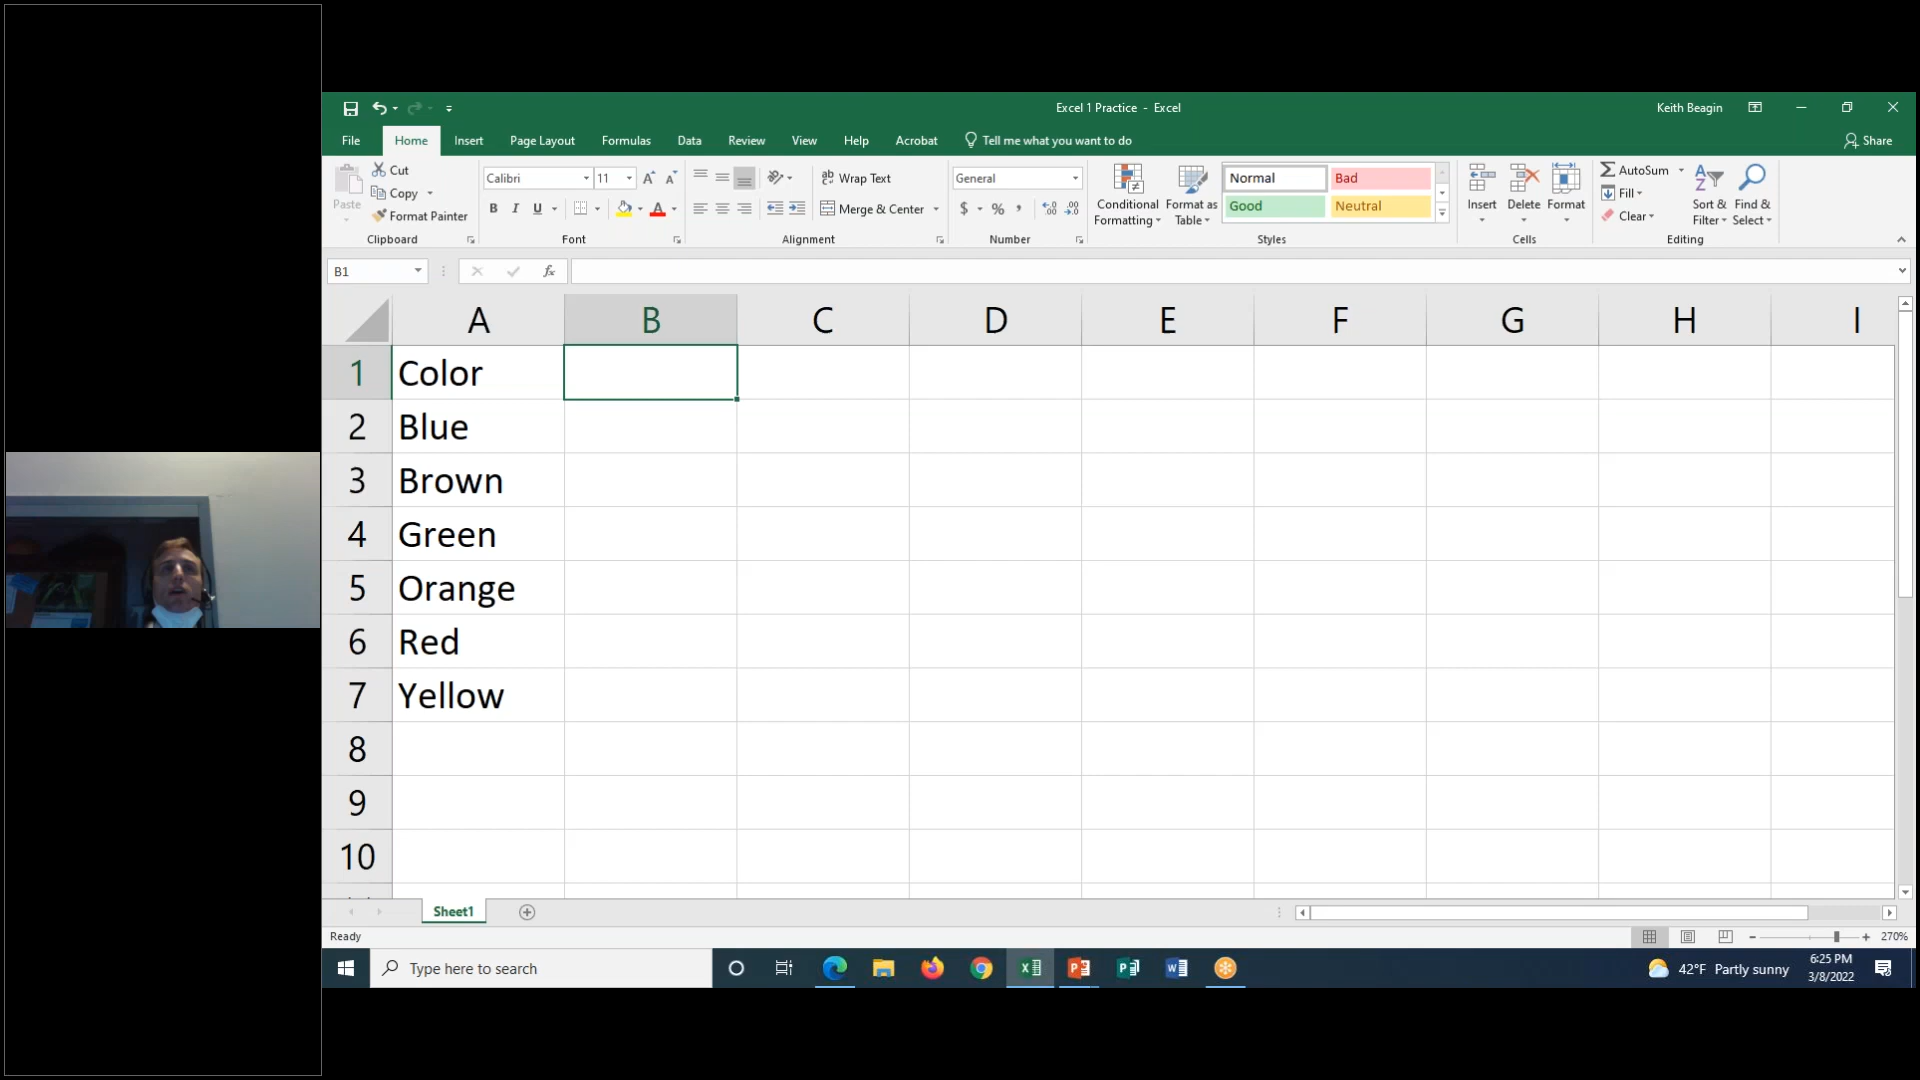 Excel 1 Practice - Excel
Keith Beagin
File Home Insert Page Layout Formulas Data Review View Help Acrobat Tell me what you want to do
Share
Paste
Cut
Copy
Format Painter
Clipboard
Calibri 11
B I U
Font
Wrap Text
Merge & Center
Alignment
General
$ % ,
Number
Conditional Formatting
Format as Table
Normal Bad
Good Neutral
Styles
Insert Delete Format
Cells
AutoSum
Fill
Clear
Sort & Filter
Find & Select
Editing
B1
fx
A B C D E F G H I
1 Color
2 Blue
3 Brown
4 Green
5 Orange
6 Red
7 Yellow
8
9
10
Sheet1
Ready
270%
Type here to search
42°F Partly sunny
6:25 PM
3/8/2022